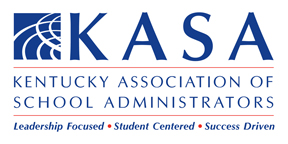 KASA
KENTUCKY ASSOCIATION OF
SCHOOL ADMINISTRATORS
Leadership Focused • Student Centered • Success Driven